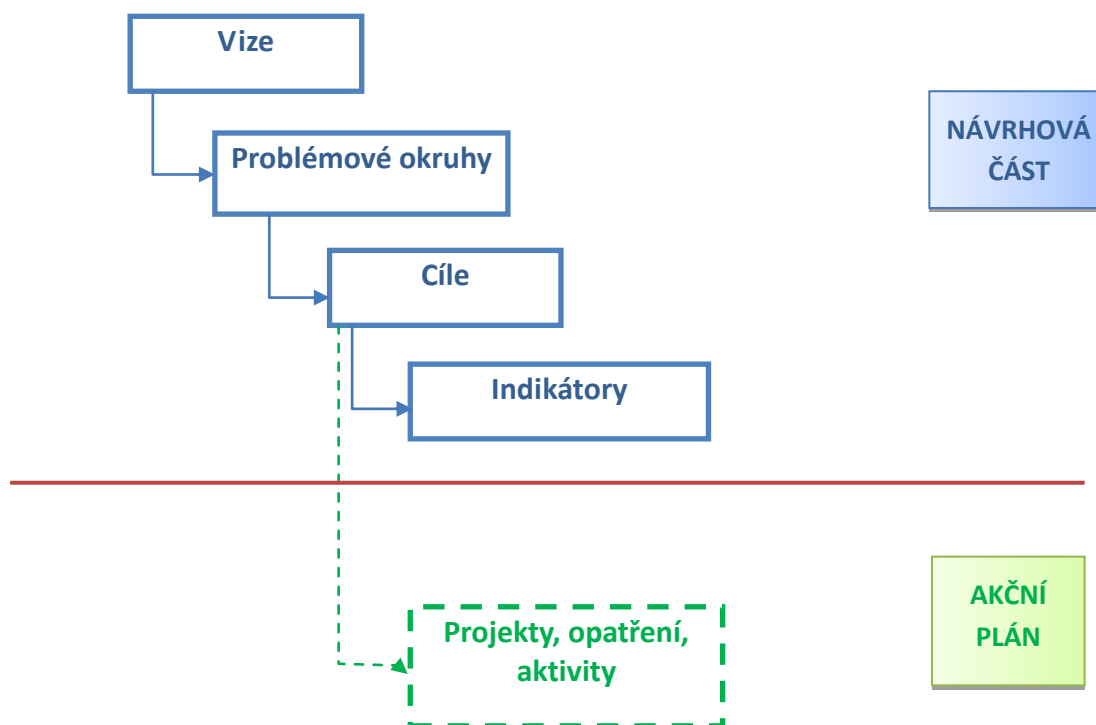 Vize
NÁVRHOVÁ
ČÁST
Problémové okruhy
Cíle
Indikátory
AKČNÍ
PLÁN
Projekty, opatření,
aktivity